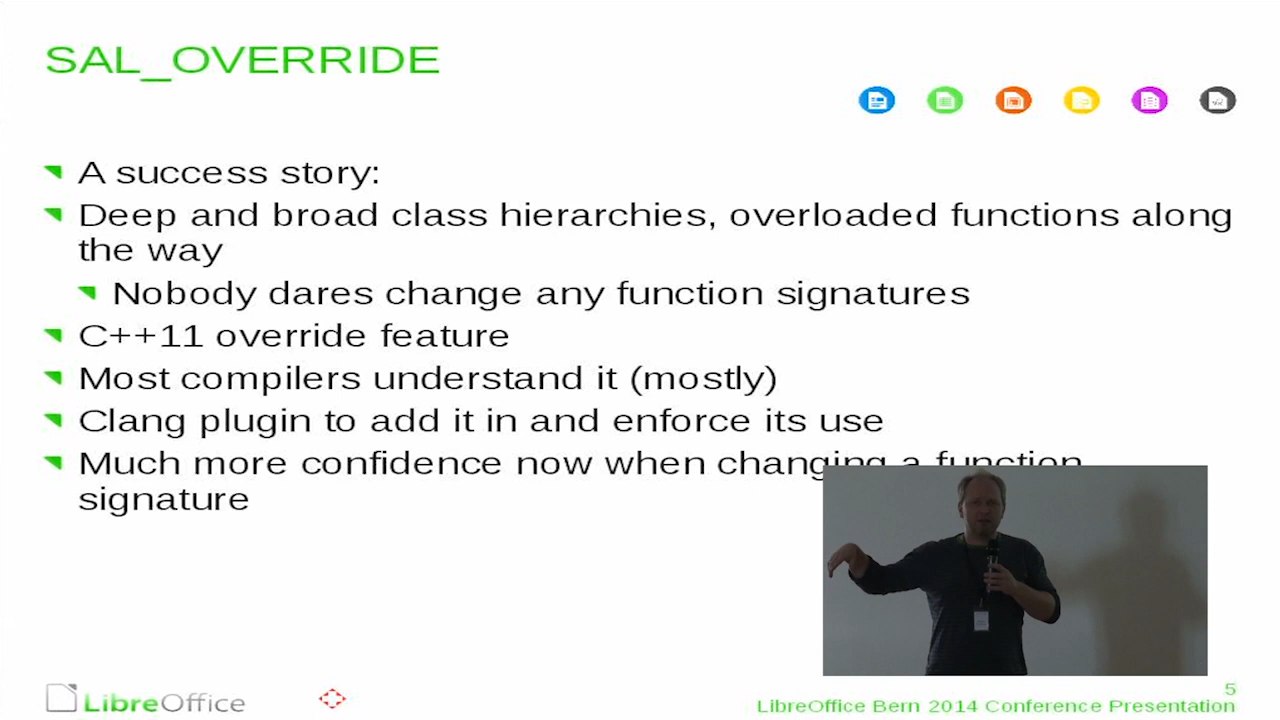 SAL_OVERRIDE
A success story:
Deep and broad class hierarchies, overloaded functions along
the way
Nobody dares change any function signatures
C++11 override feature
Most compilers understand it (mostly)
Clang plugin to add it in and enforce its use
Much more confidence now when changing a function
signature
LibreOffice
5
LibreOffice Bern 2014 Conference Presentation